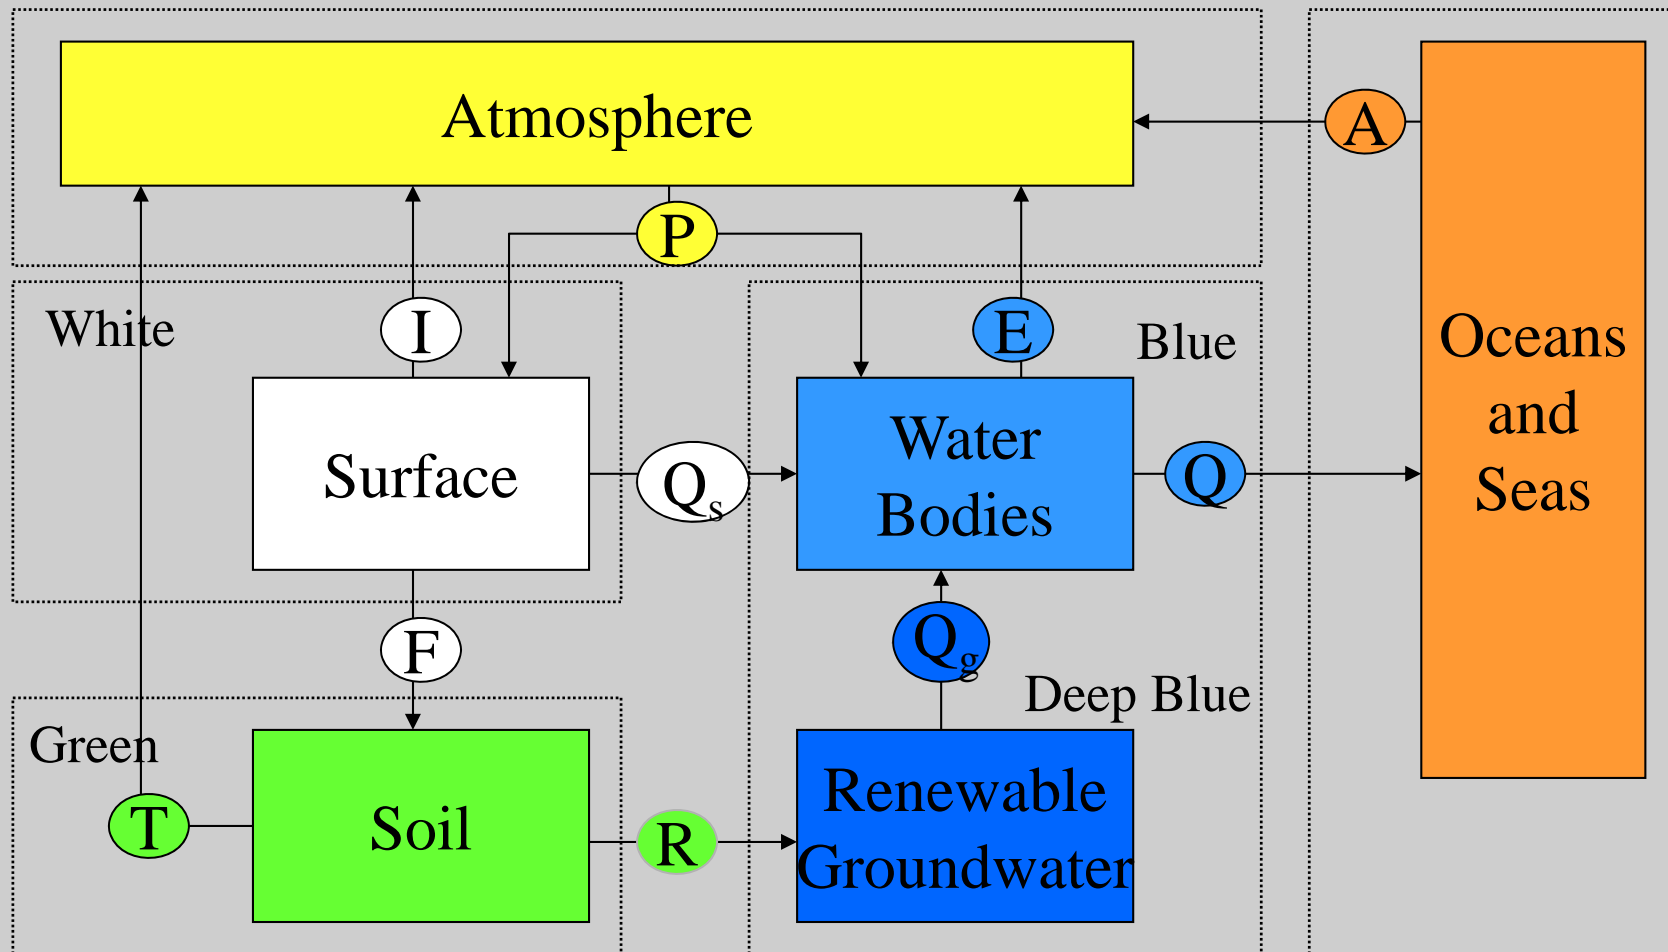 Atmosphere
A
P
White
I
E
Blue
Oceans
and
Seas
Surface
Qs
Water
Bodies
Q
F
Qg
Deep Blue
Green
T
Soil
R
Renewable
Groundwater